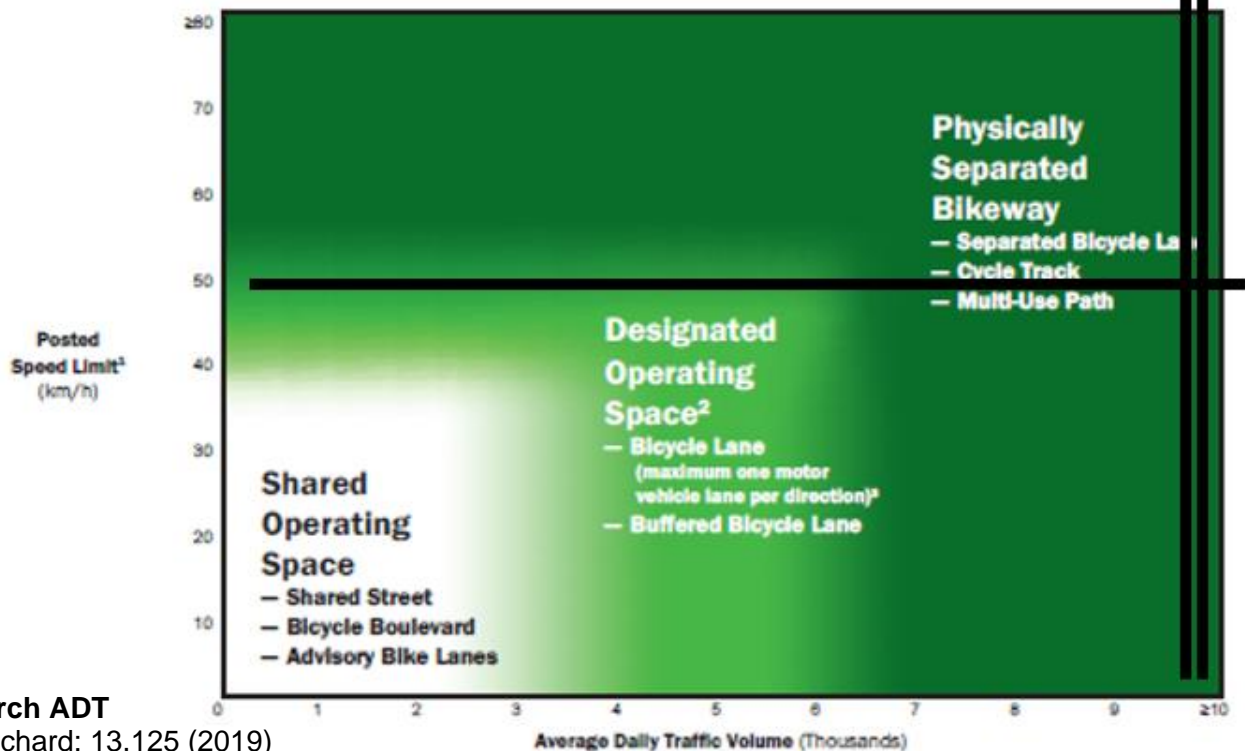 ≥80
70
60
50
40
30
20
10
Posted
Speed Limit¹
(km/h)
Physically
Separated
Bikeway
— Separated Bicycle La
— Cycle Track
— Multi-Use Path
Designated
Operating
Space²
— Bicycle Lane
(maximum one motor
vehicle lane per direction)³
— Buffered Bicycle Lane
Shared
Operating
Space
— Shared Street
— Bicycle Boulevard
— Advisory Bike Lanes
0 1 2 3 4 5 6 7 8 9 ≥10
Average Daily Traffic Volume (Thousands)
rch ADT
chard: 13,125 (2019)